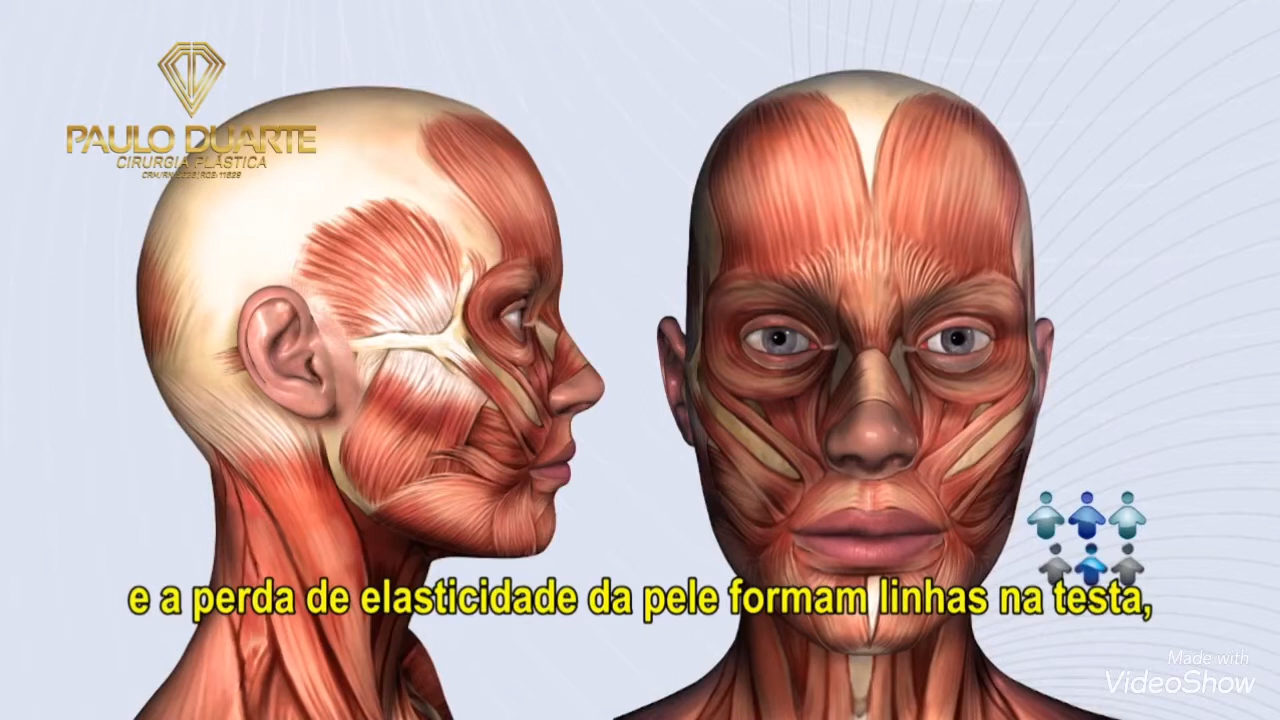 PAULO DUARTE
CIRURGIA PLÁSTICA
e a perda de elasticidade da pele formam linhas na testa,
Made with
VideoShow